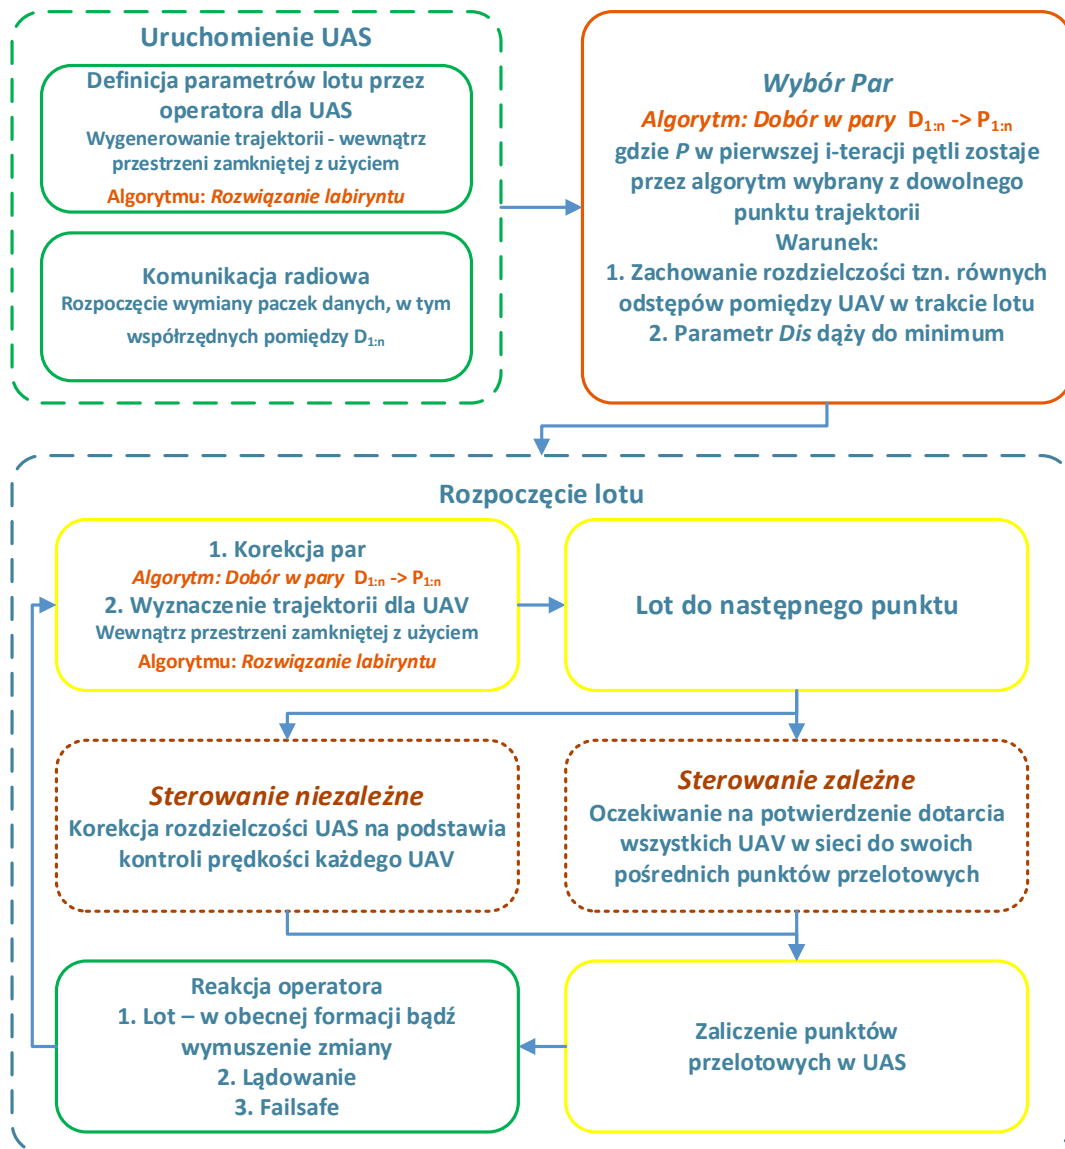 Uruchomienie UAS
Definicja parametrów lotu przez
operatora dla UAS
Wygenerowanie trajektorii - wewnątrz
przestrzeni zamkniętej z użyciem
Algorytmu: Rozwiązanie labiryntu
Komunikacja radiowa
Rozpoczęcie wymiany paczek danych, w tym
współrzędnych pomiędzy D1:n
Wybór Par
Algorytm: Dobór w pary D1:n -> P1:n
gdzie P w pierwszej i-teracji pętli zostaje
przez algorytm wybrany z dowolnego
punktu trajektorii
Warunek:
1. Zachowanie rozdzielczości tzn. równych
odstępów pomiędzy UAV w trakcie lotu
2. Parametr Dis dąży do minimum
Rozpoczęcie lotu
1. Korekcja par
Algorytm: Dobór w pary D1:n -> P1:n
2. Wyznaczenie trajektorii dla UAV
Wewnątrz przestrzeni zamkniętej z użyciem
Algorytmu: Rozwiązanie labiryntu
Lot do następnego punktu
Sterowanie niezależne
Korekcja rozdzielczości UAS na podstawia
kontroli prędkości każdego UAV
Sterowanie zależne
Oczekiwanie na potwierdzenie dotarcia
wszystkich UAV w sieci do swoich
pośrednich punktów przelotowych
Reakcja operatora
1. Lot – w obecnej formacji bądź
wymuszenie zmiany
2. Lądowanie
3. Failsafe
Zaliczenie punktów
przelotowych w UAS